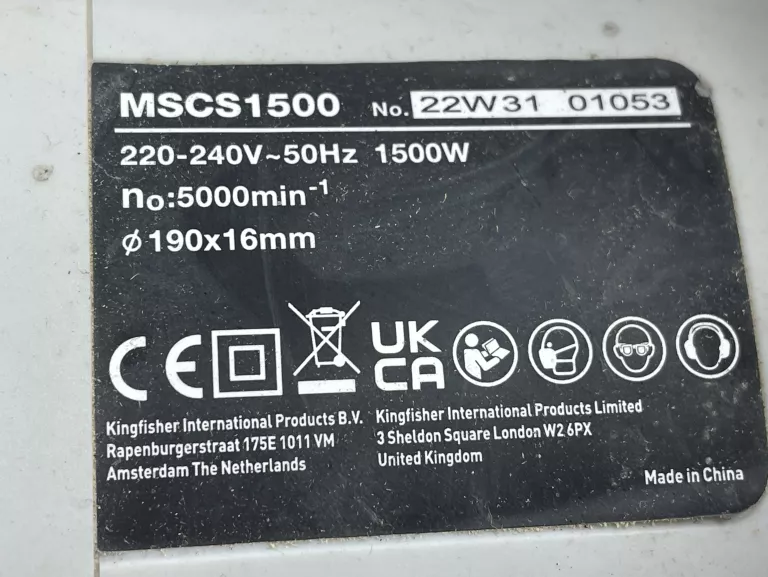 MSCS1500 No. 22W31 01053
220-240V~50Hz 1500W
no:5000min⁻¹
ϕ190x16mm
CE UK CA
Kingfisher International Products B.V.
Rapenburgerstraat 175E 1011 VM
Amsterdam The Netherlands
Kingfisher International Products Limited
3 Sheldon Square London W2 6PX
United Kingdom
Made in China